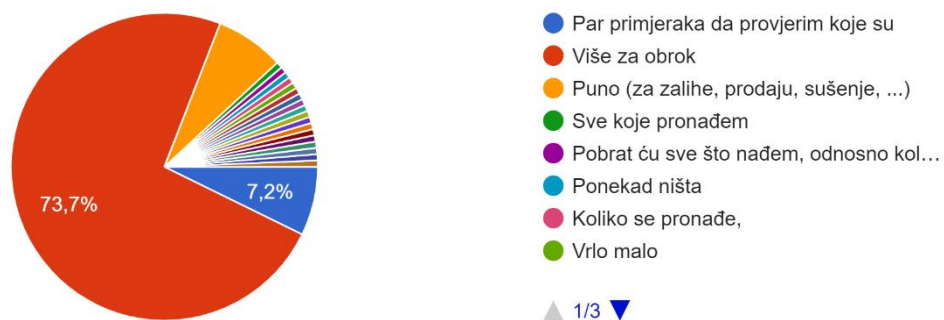 73,7%
7,2%
Par primjeraka da provjerim koje su
Više za obrok
Puno (za zalihe, prodaju, sušenje, ...)
Sve koje pronađem
Pobrat ću sve što nađem, odnosno kol...
Ponekad ništa
Koliko se pronađe,
Vrlo malo
1/3